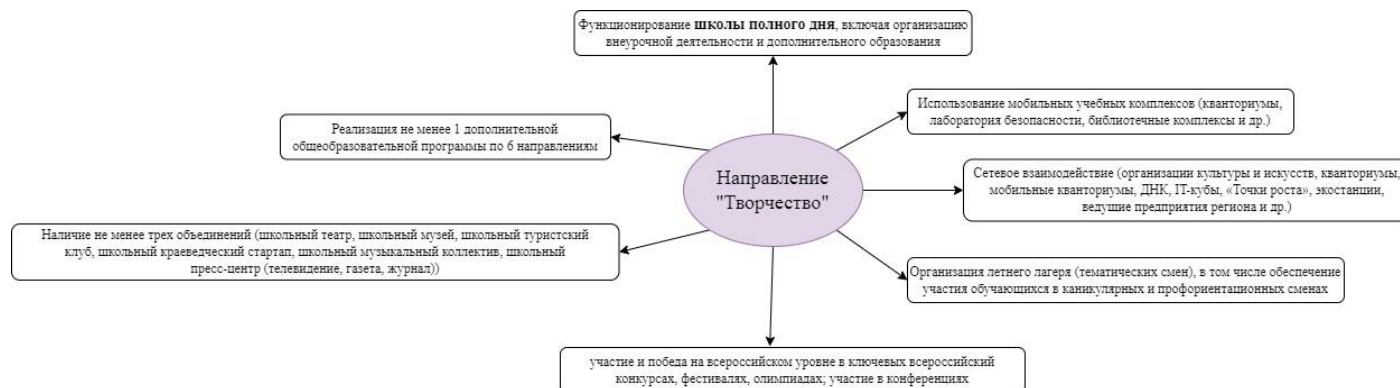 Функционирование школы полного дня, включая организацию
внеурочной деятельности и дополнительного образования
Использование мобильных учебных комплексов (кванториумы,
лаборатория безопасности, библиотечные комплексы и др.)
Реализация не менее 1 дополнительной
общеобразовательной программы по 6 направлениям
Направление
"Творчество"
Сетевое взаимодействие (организации культуры и искусств, кванториумы,
мобильные кванториумы, ДНК, IT-кубы, «Точки роста», экостанции,
ведущие предприятия региона и др.)
Наличие не менее трех объединений (школьный театр, школьный музей, школьный туристский
клуб, школьный краеведческий стартап, школьный музыкальный коллектив, школьный
пресс-центр (телевидение, газета, журнал))
Организация летнего лагеря (тематических смен), в том числе обеспечение
участия обучающихся в каникулярных и профориентационных сменах
участие и победа на всероссийском уровне в ключевых всероссийский
конкурсах, фестивалях, олимпиадах; участие в конференциях